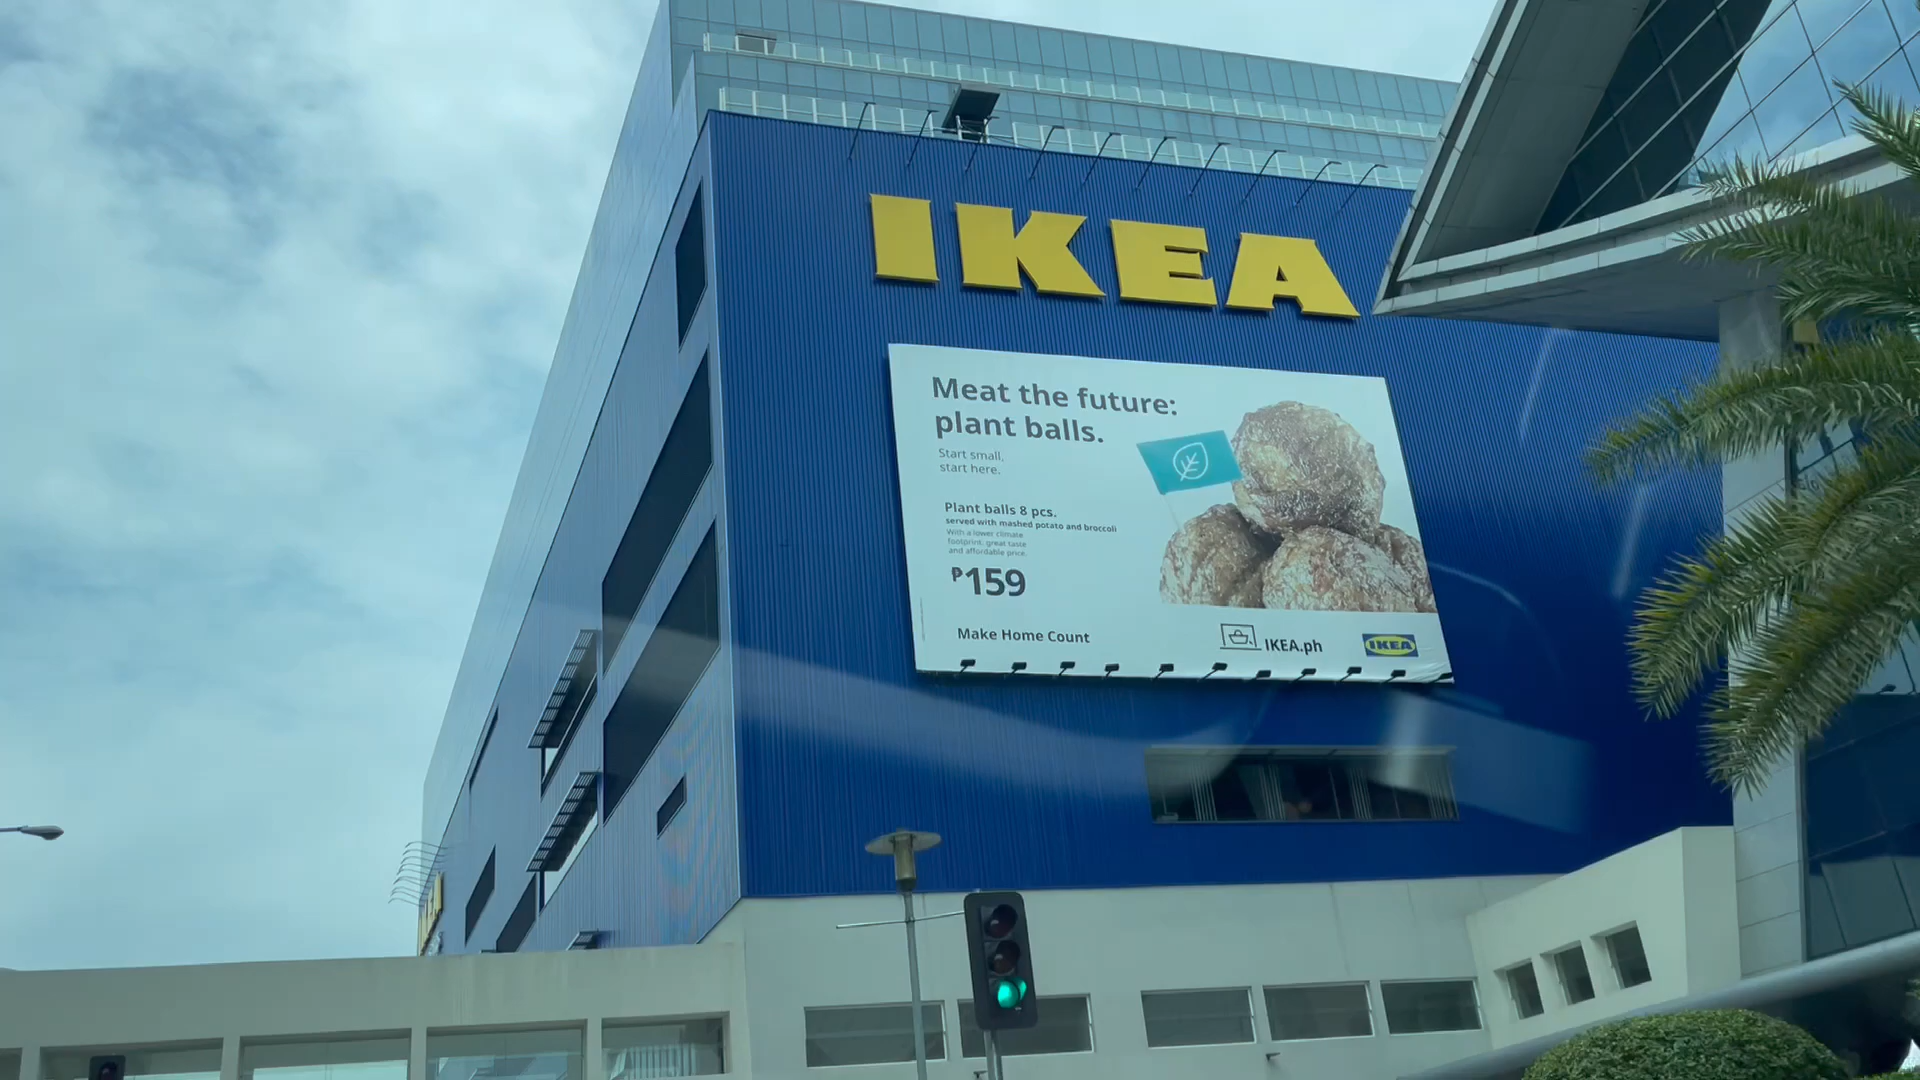 IKEA
Meat the future:
plant balls.
Start small,
start here.
Plant balls 8 pcs.
served with mashed potato and broccoli
With a lower climate
footprint, great taste
and affordable price.
₱159
Make Home Count
IKEA.ph
IKEA